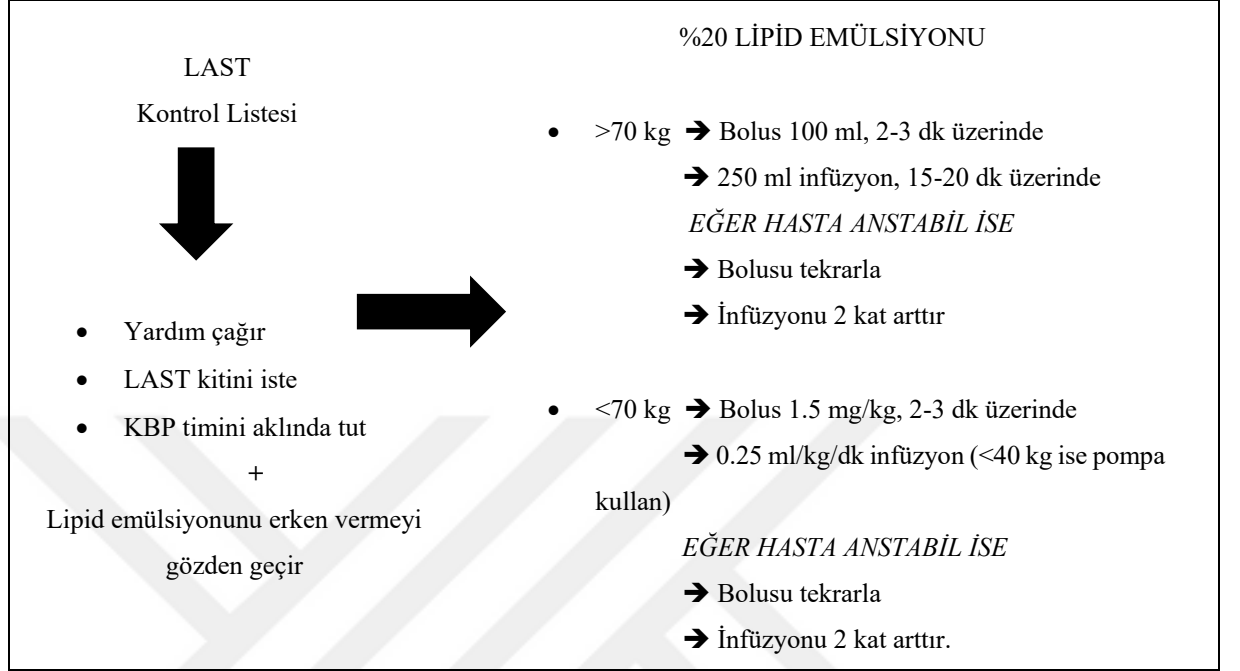 LAST
Kontrol Listesi
• Yardım çağır
• LAST kitini iste
• KBP timini aklında tut
+
Lipid emülsiyonunu erken vermeyi
gözden geçir
%20 LİPİD EMÜLSİYONU
• >70 kg ➔ Bolus 100 ml, 2-3 dk üzerinde
➔ 250 ml infüzyon, 15-20 dk üzerinde
EĞER HASTA ANSTABİL İSE
➔ Bolusu tekrarla
➔ İnfüzyonu 2 kat arttır
• <70 kg ➔ Bolus 1.5 mg/kg, 2-3 dk üzerinde
➔ 0.25 ml/kg/dk infüzyon (<40 kg ise pompa
kullan)
EĞER HASTA ANSTABİL İSE
➔ Bolusu tekrarla
➔ İnfüzyonu 2 kat arttır.